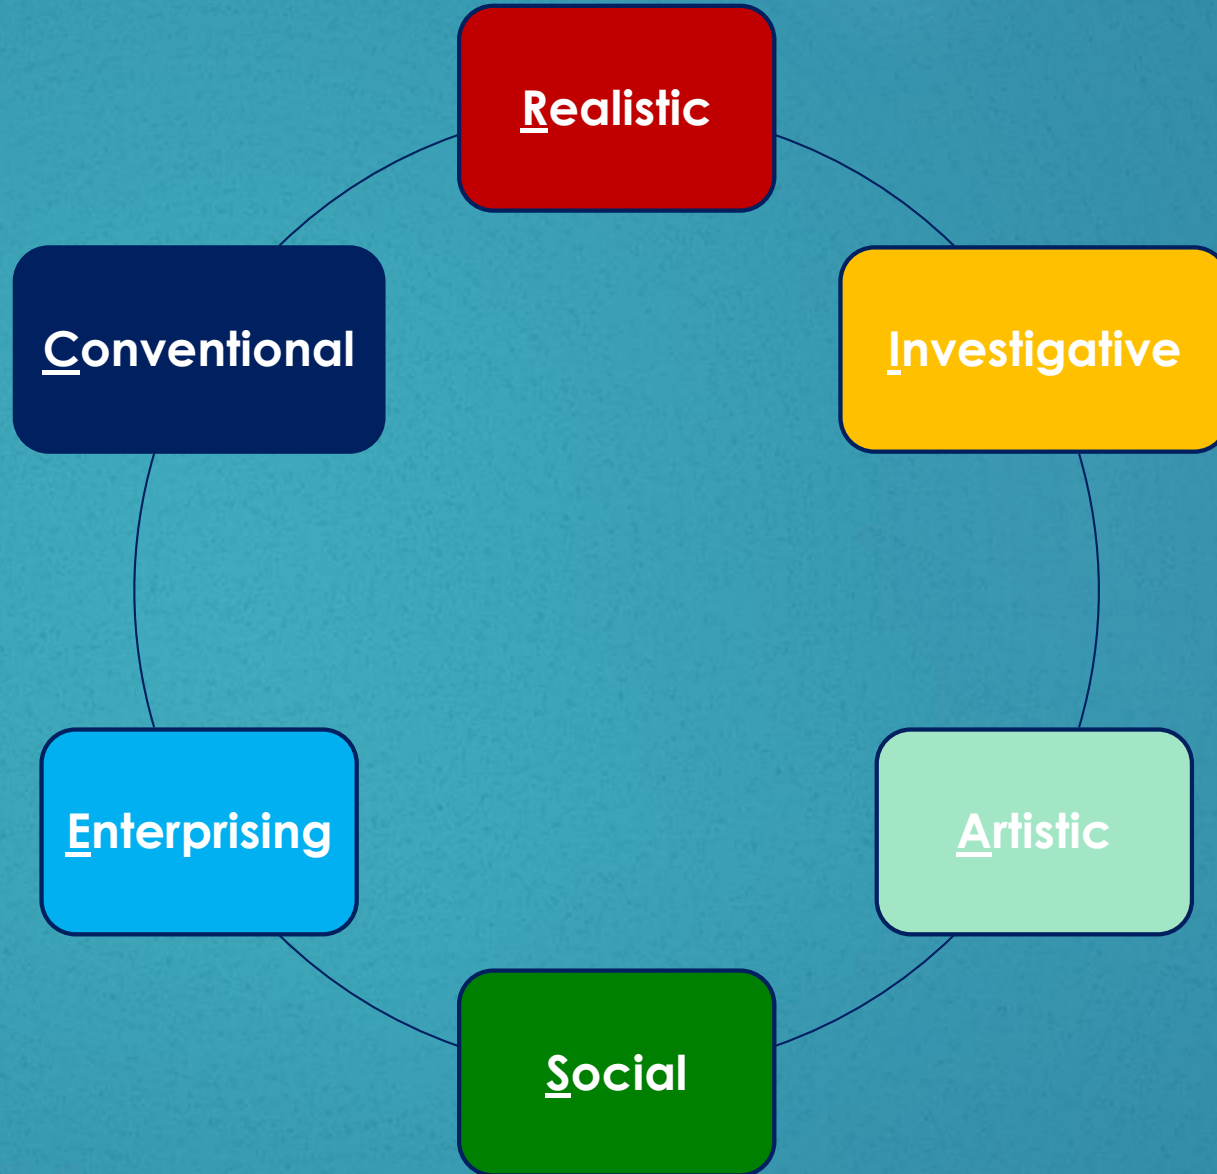 Realistic
Investigative
Artistic
Social
Enterprising
Conventional